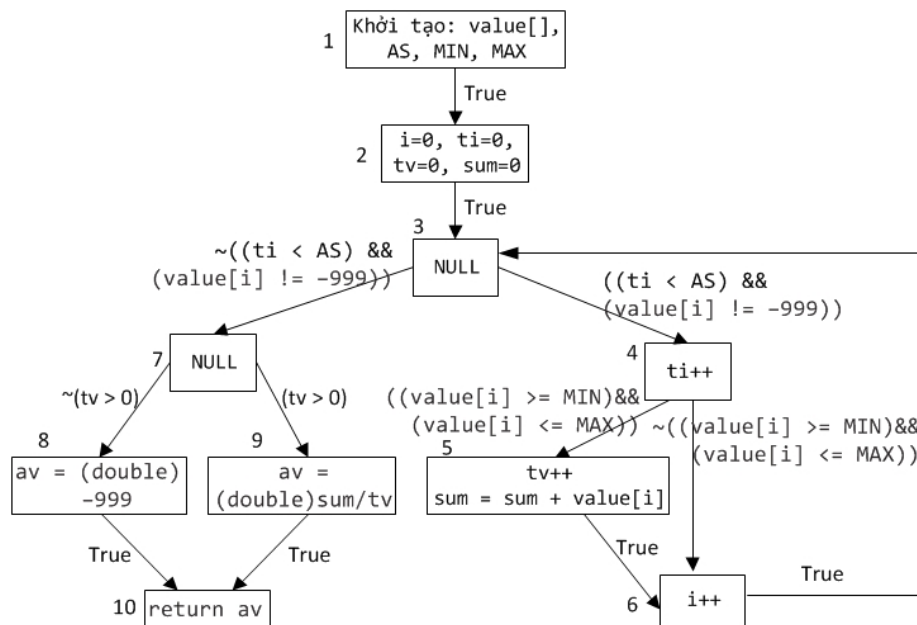 1
Khởi tạo: value[],
AS, MIN, MAX
True
2
i=0, ti=0,
tv=0, sum=0
True
3
NULL
~((ti < AS) &&
(value[i] != -999))
((ti < AS) &&
(value[i] != -999))
7
NULL
4
ti++
~(tv > 0)
(tv > 0)
((value[i] >= MIN)&&
(value[i] <= MAX))
~((value[i] >= MIN)&&
(value[i] <= MAX))
8
av = (double)
-999
9
av =
(double)sum/tv
5
tv++
sum = sum + value[i]
True
True
True
10
return av
6
i++
True